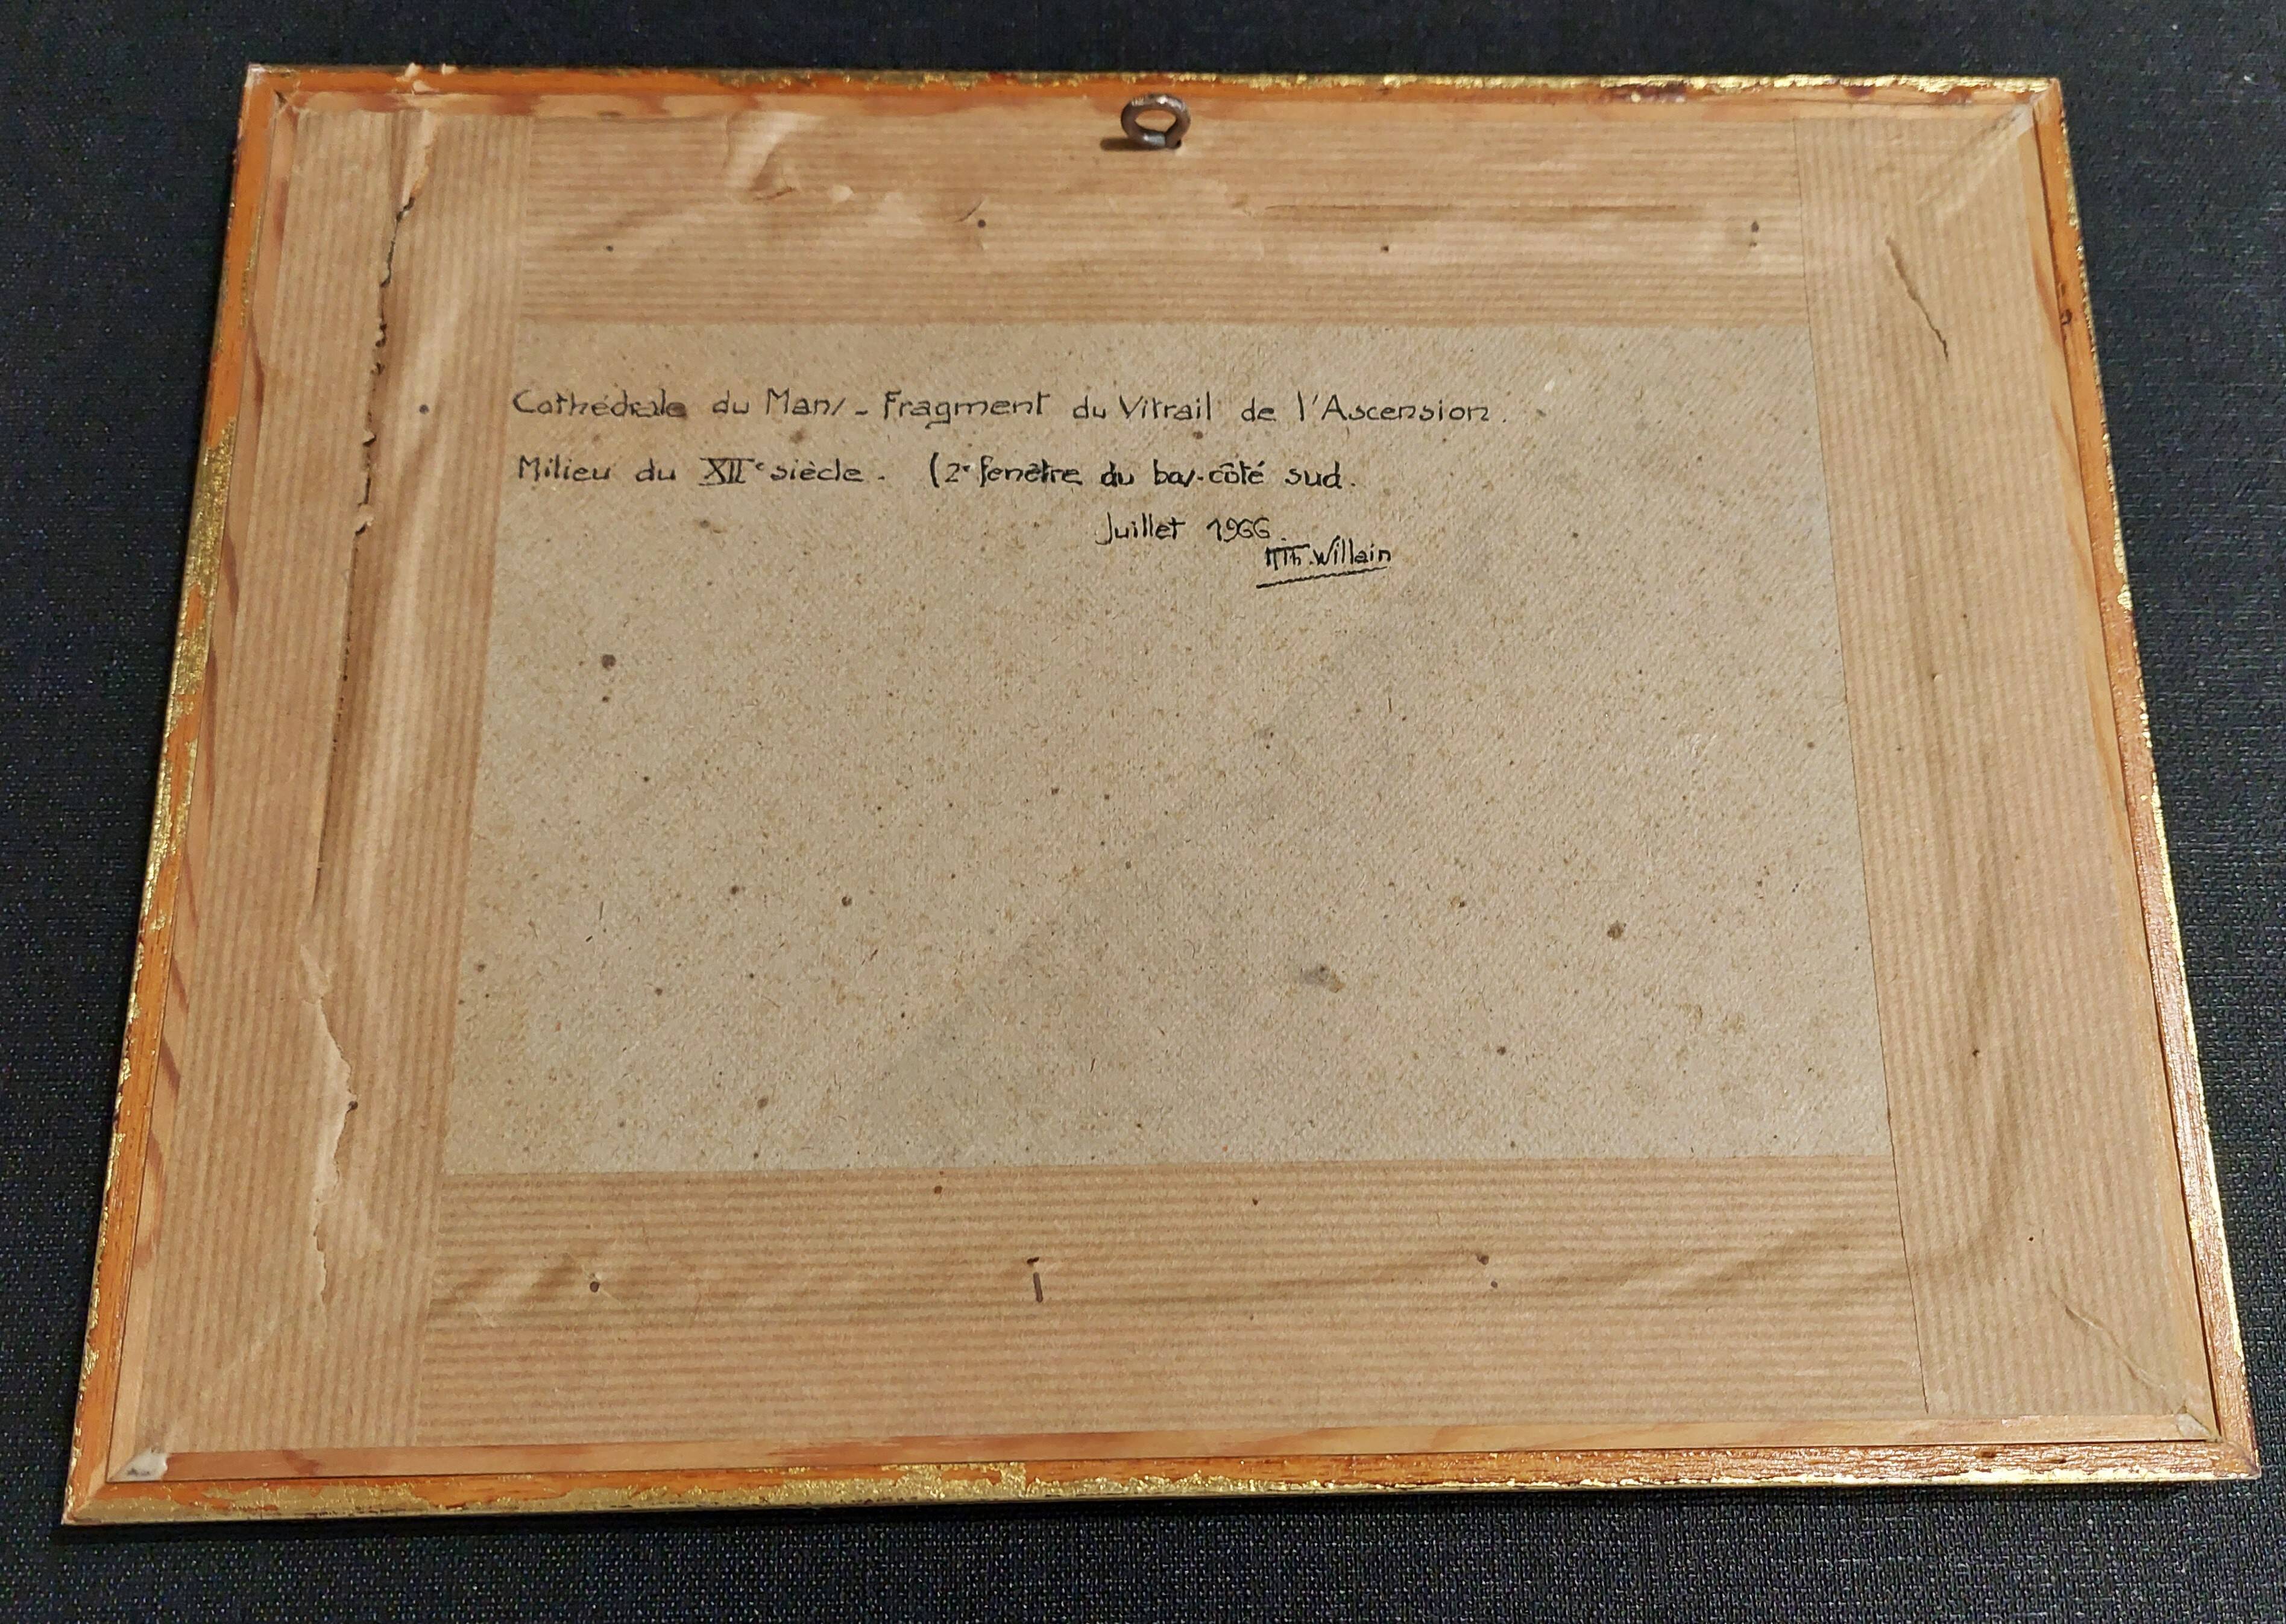 Cathédrale du Mans - Fragment du Vitrail de l'Ascension.
Milieu du XIIe siècle. (2e fenêtre du bas-côté sud.
Juillet 1966.
MTh. Willain